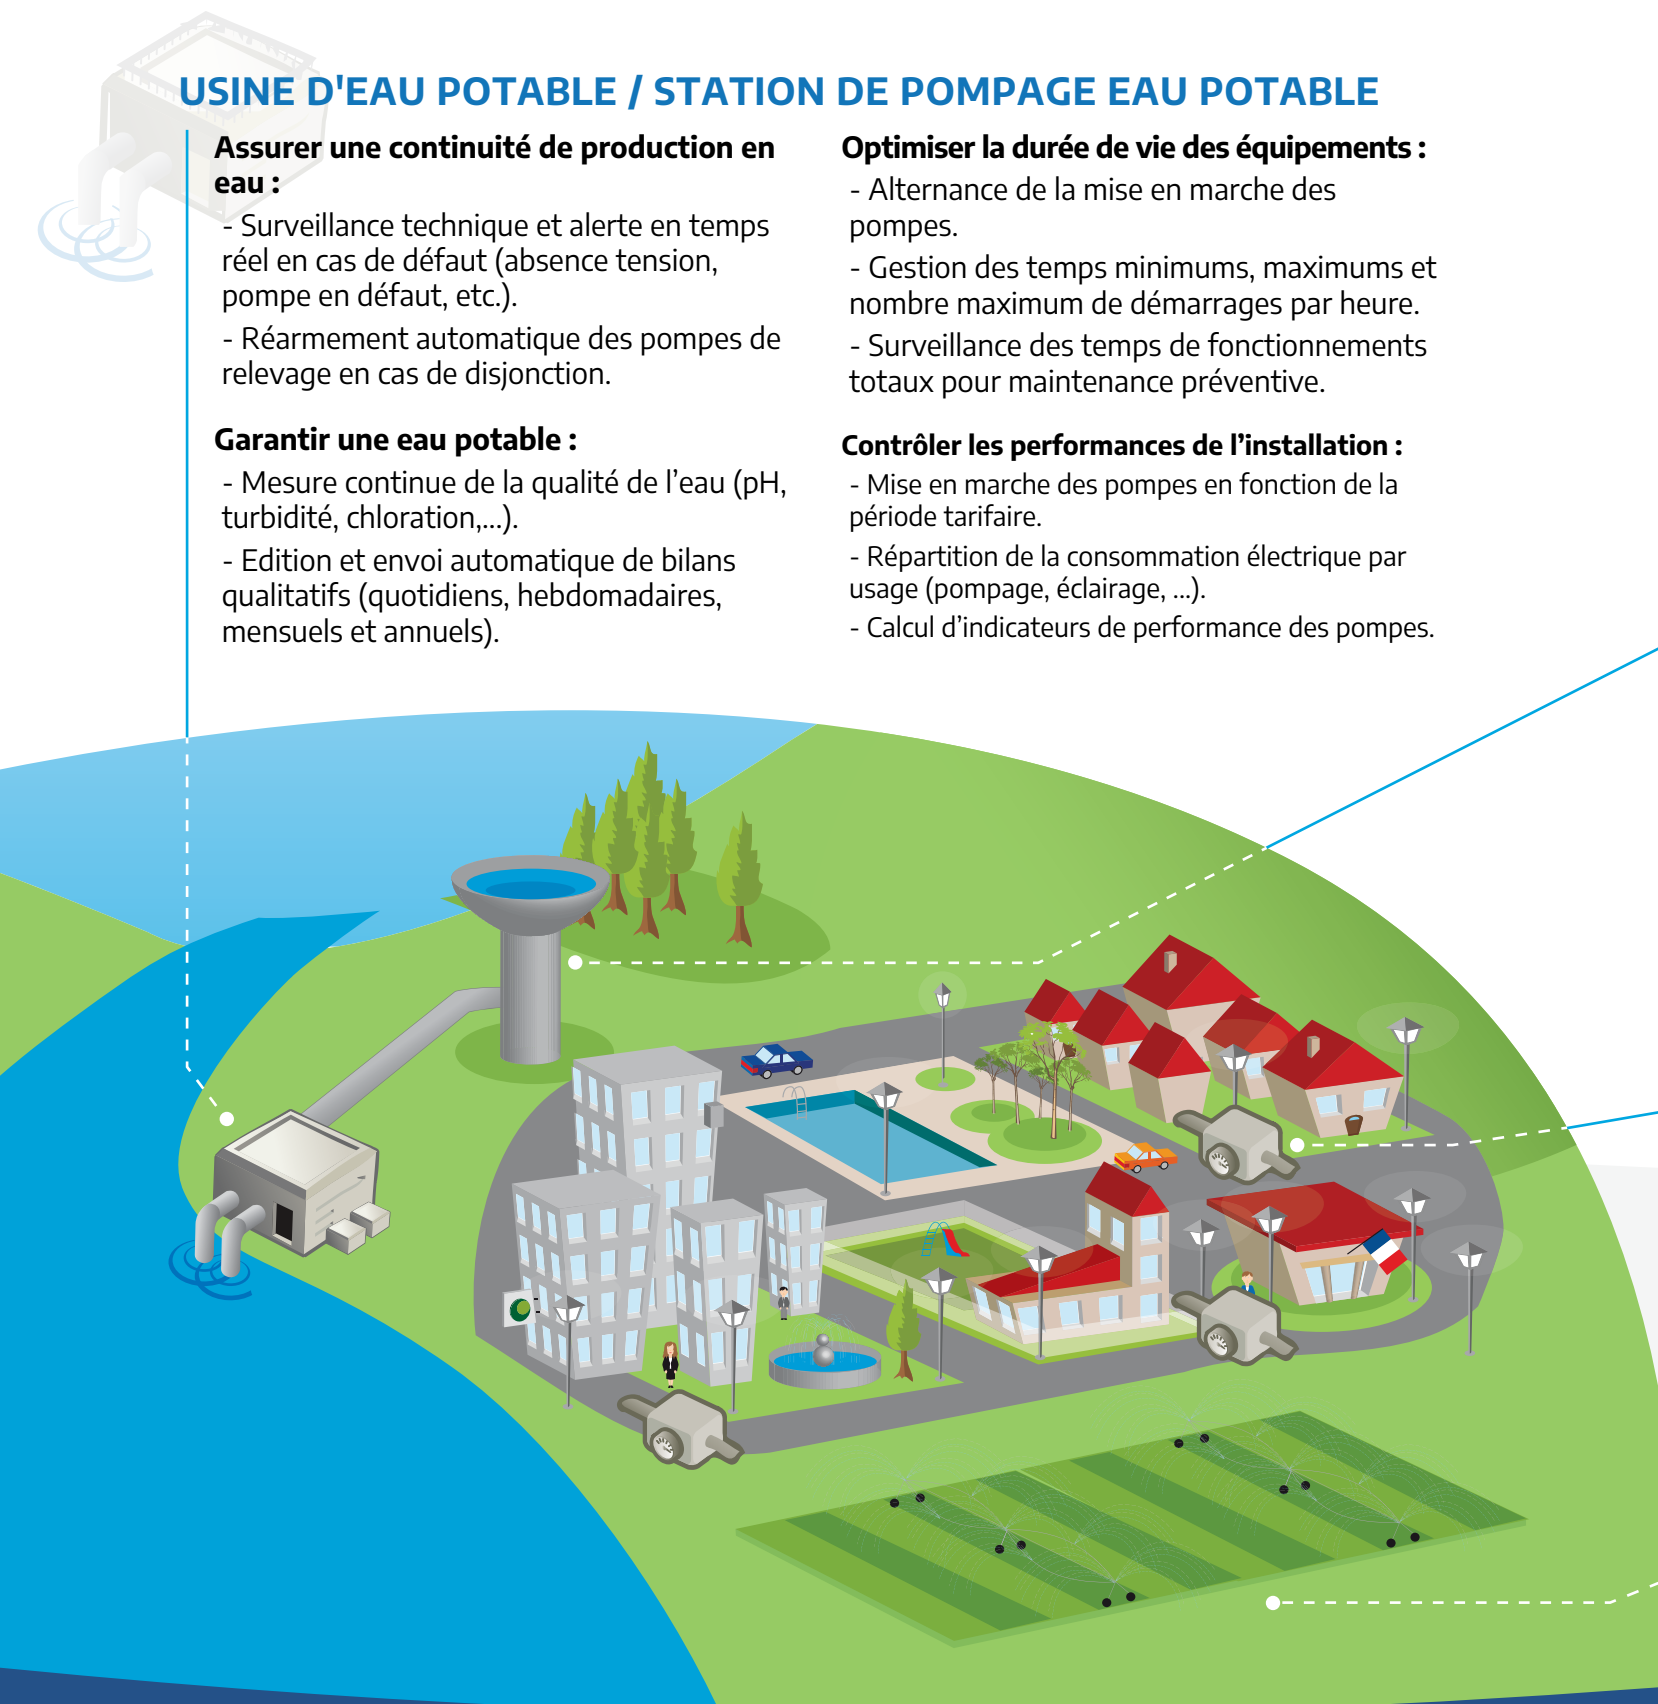 USINE D'EAU POTABLE / STATION DE POMPAGE EAU POTABLE
Assurer une continuité de production en
eau :
- Surveillance technique et alerte en temps
réel en cas de défaut (absence tension,
pompe en défaut, etc.).
- Réarmement automatique des pompes de
relevage en cas de disjonction.
Garantir une eau potable :
- Mesure continue de la qualité de l’eau (pH,
turbidité, chloration,...).
- Edition et envoi automatique de bilans
qualitatifs (quotidiens, hebdomadaires,
mensuels et annuels).
Optimiser la durée de vie des équipements :
- Alternance de la mise en marche des
pompes.
- Gestion des temps minimums, maximums et
nombre maximum de démarrages par heure.
- Surveillance des temps de fonctionnements
totaux pour maintenance préventive.
Contrôler les performances de l’installation :
- Mise en marche des pompes en fonction de la
période tarifaire.
- Répartition de la consommation électrique par
usage (pompage, éclairage, ...).
- Calcul d’indicateurs de performance des pompes.